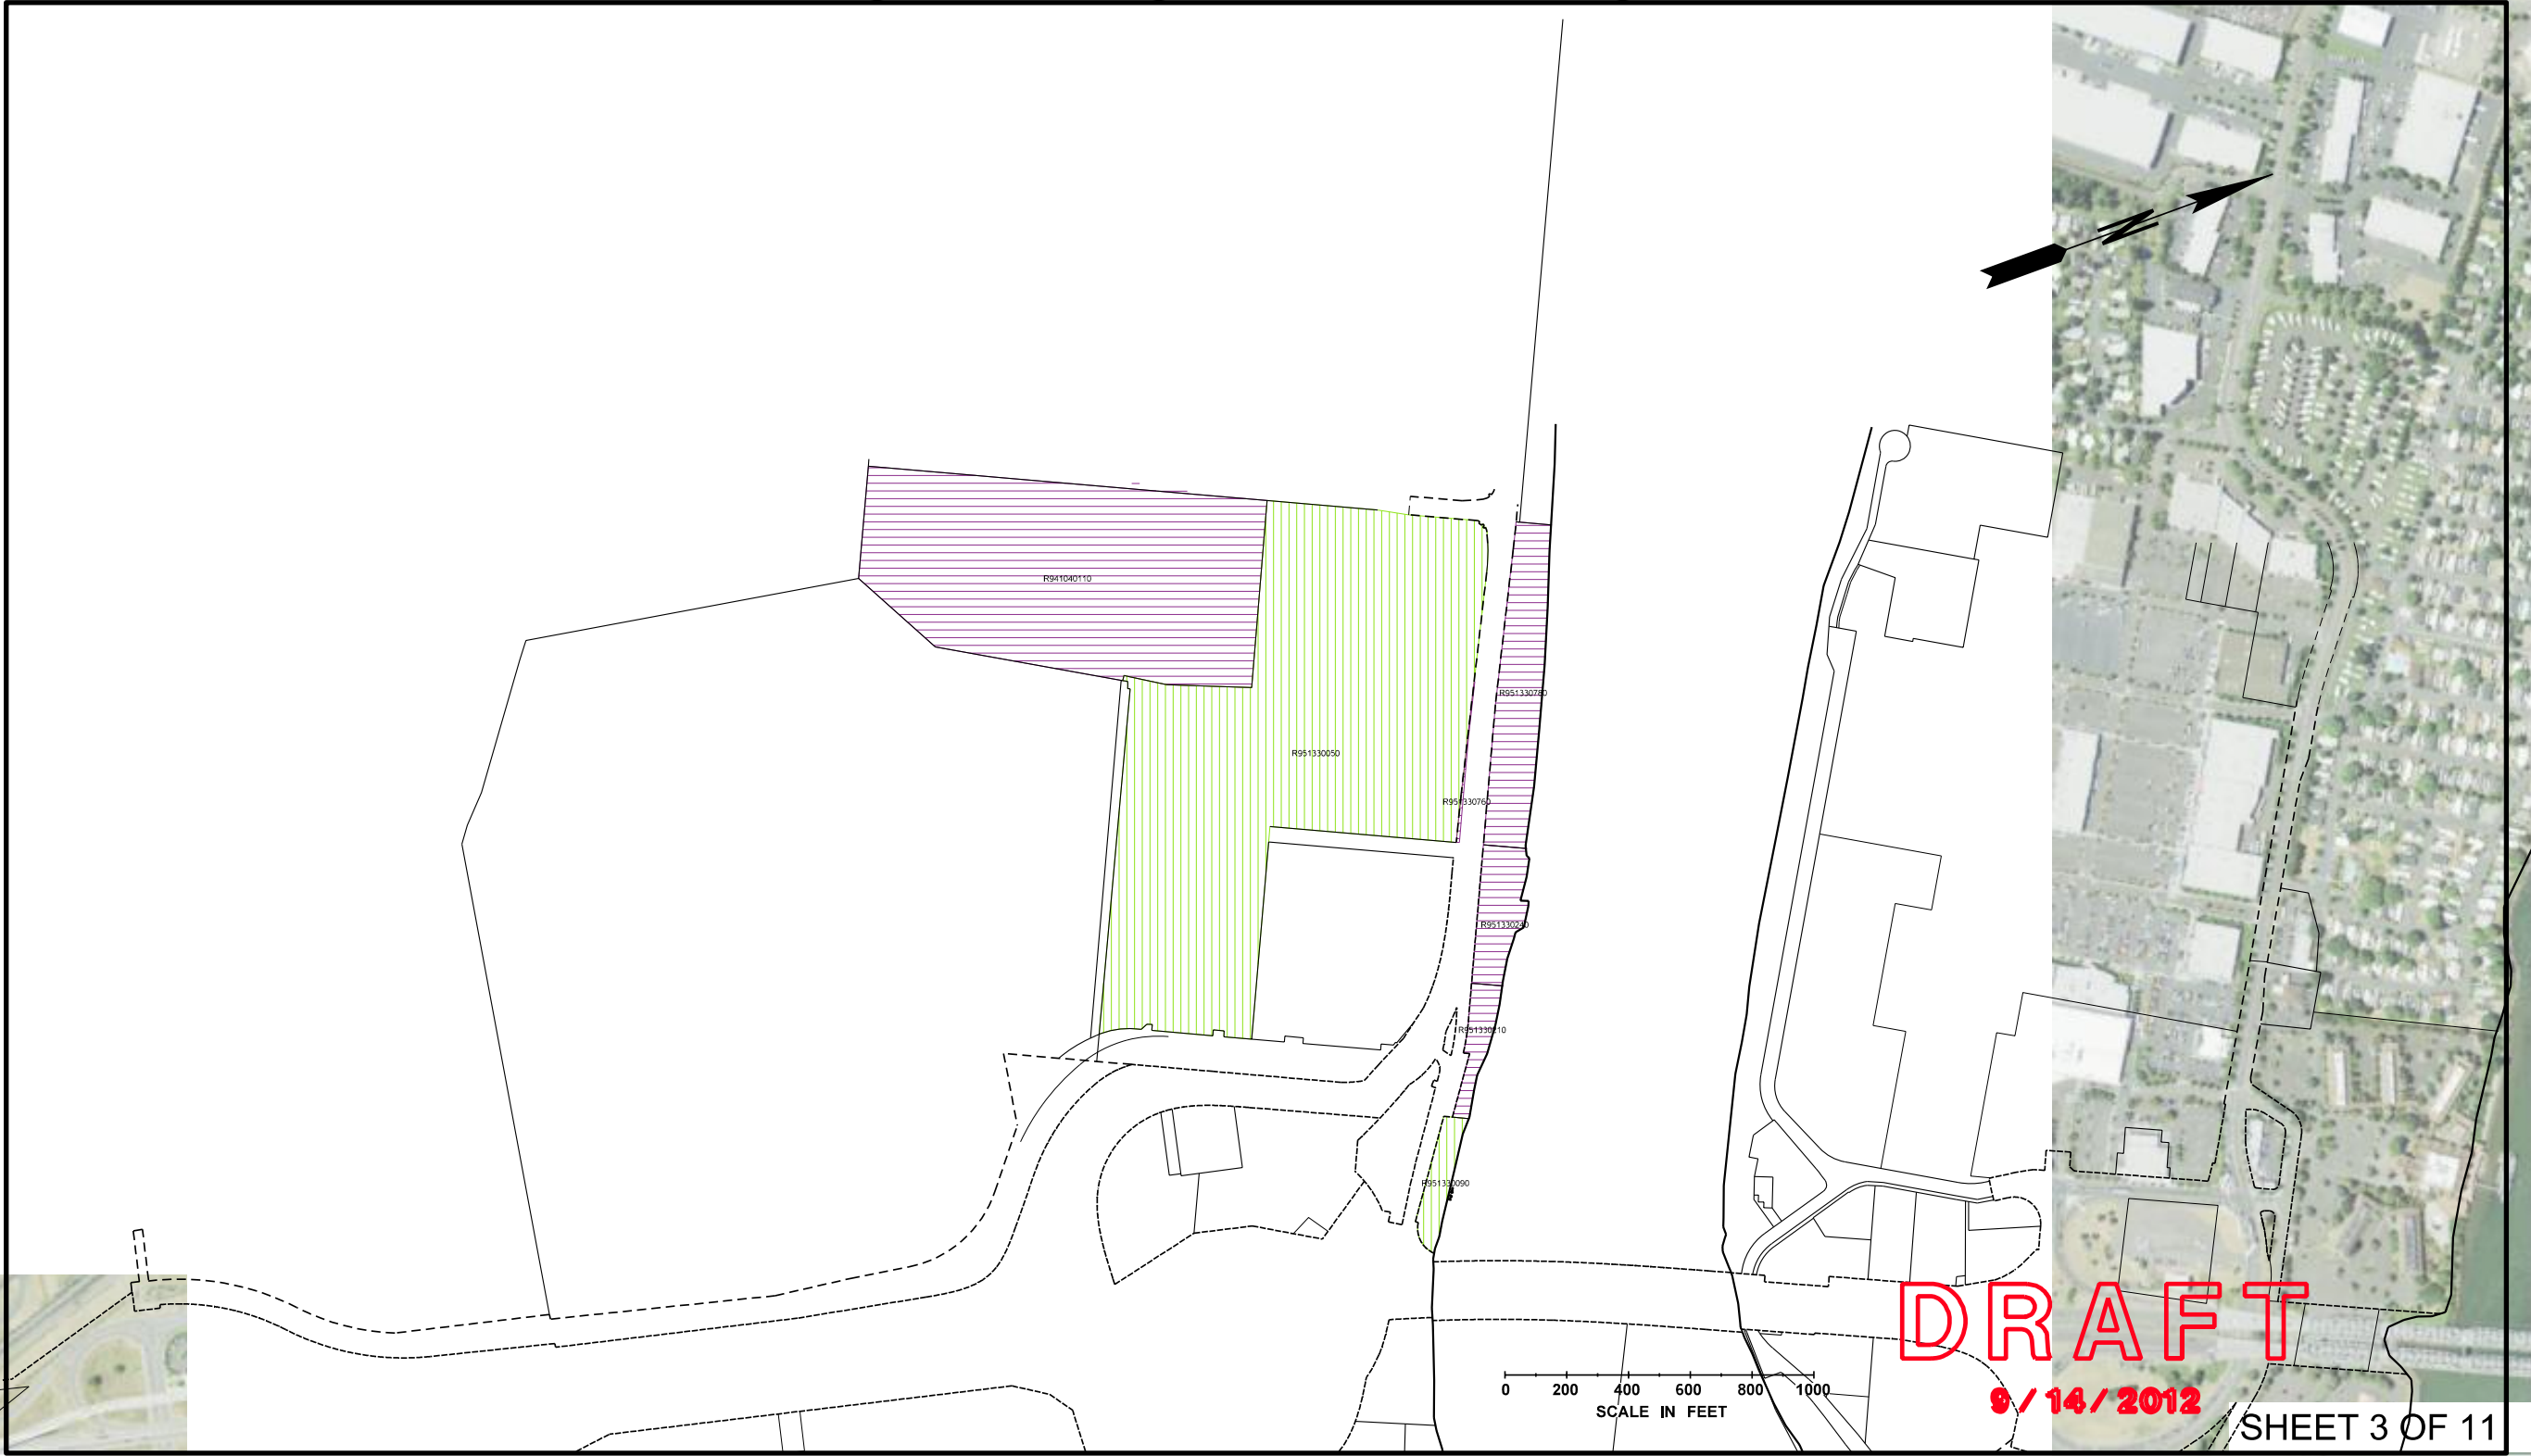 N
R941040110
R951330780
R951330050
R951330760
R951330240
R951330210
R951330090
0 200 400 600 800 1000
SCALE IN FEET
DRAFT
9/14/2012
SHEET 3 OF 11